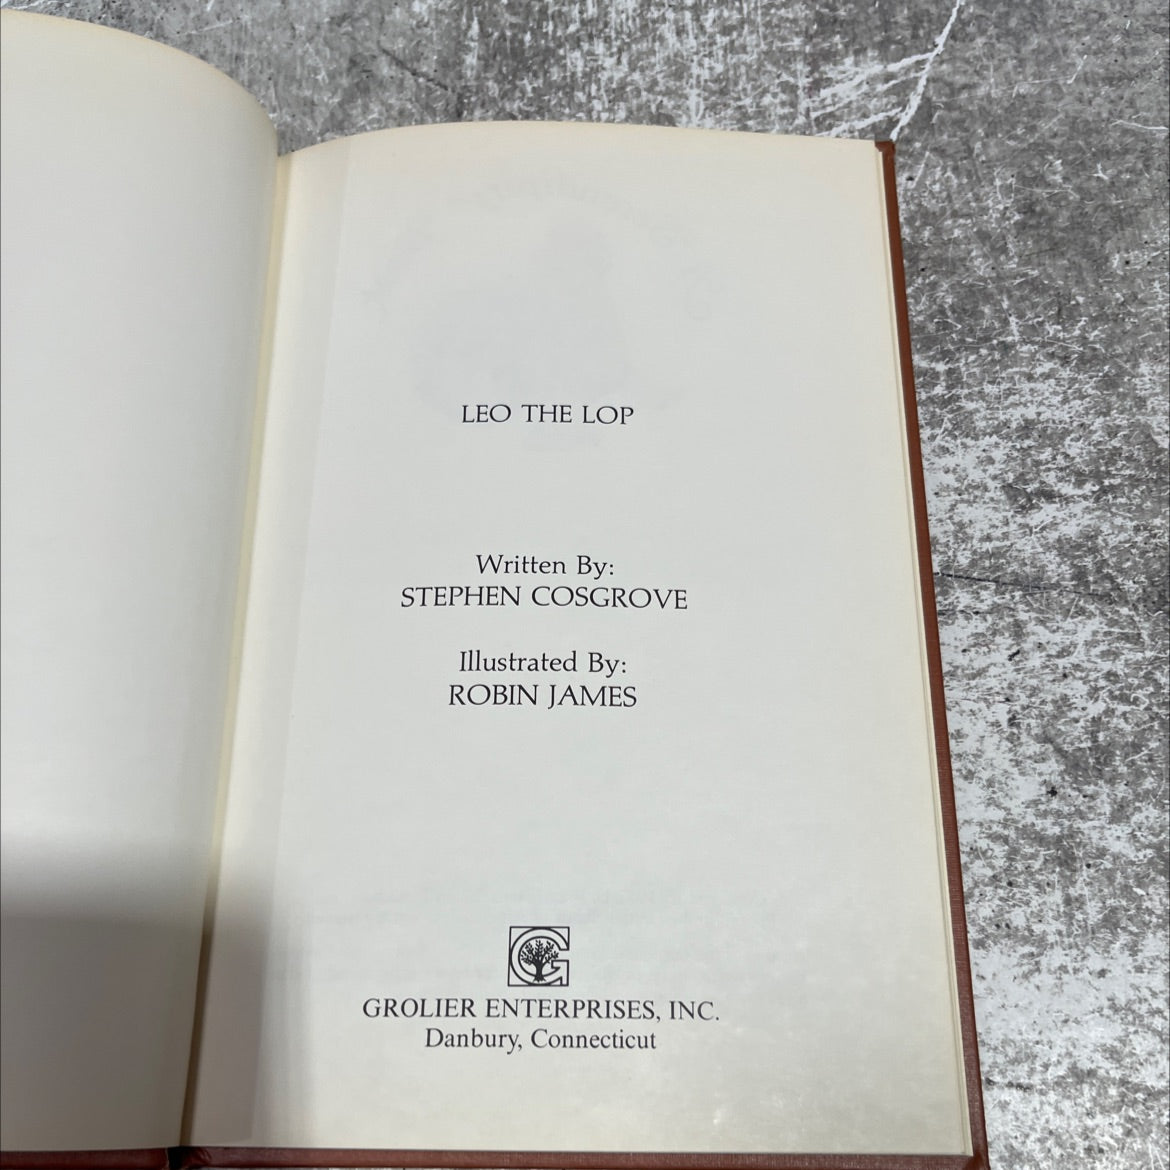 LEO THE LOP
Written By:
STEPHEN COSGROVE
Illustrated By:
ROBIN JAMES
G
GROLIER ENTERPRISES, INC.
Danbury, Connecticut